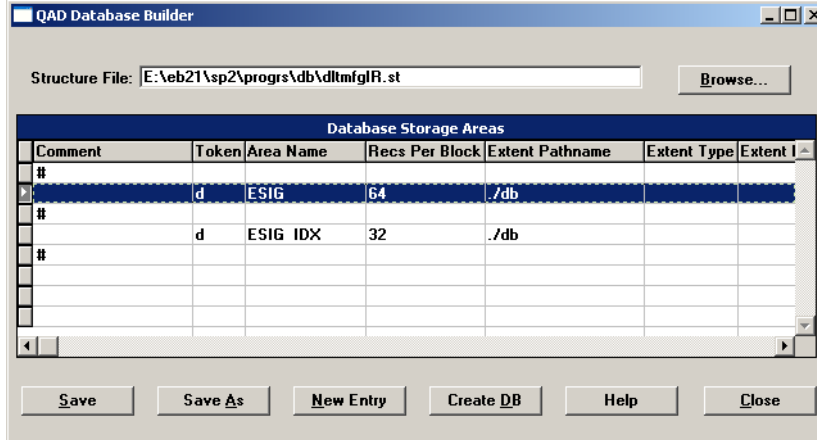 QAD Database Builder
Structure File: E:\eb21\sp2\progrs\db\dltmfgIR.st Browse...
Database Storage Areas
Comment Token Area Name Recs Per Block Extent Pathname Extent Type Extent
#
d ESIG 64 ./db
#
d ESIG_IDX 32 ./db
#
Save Save As New Entry Create DB Help Close